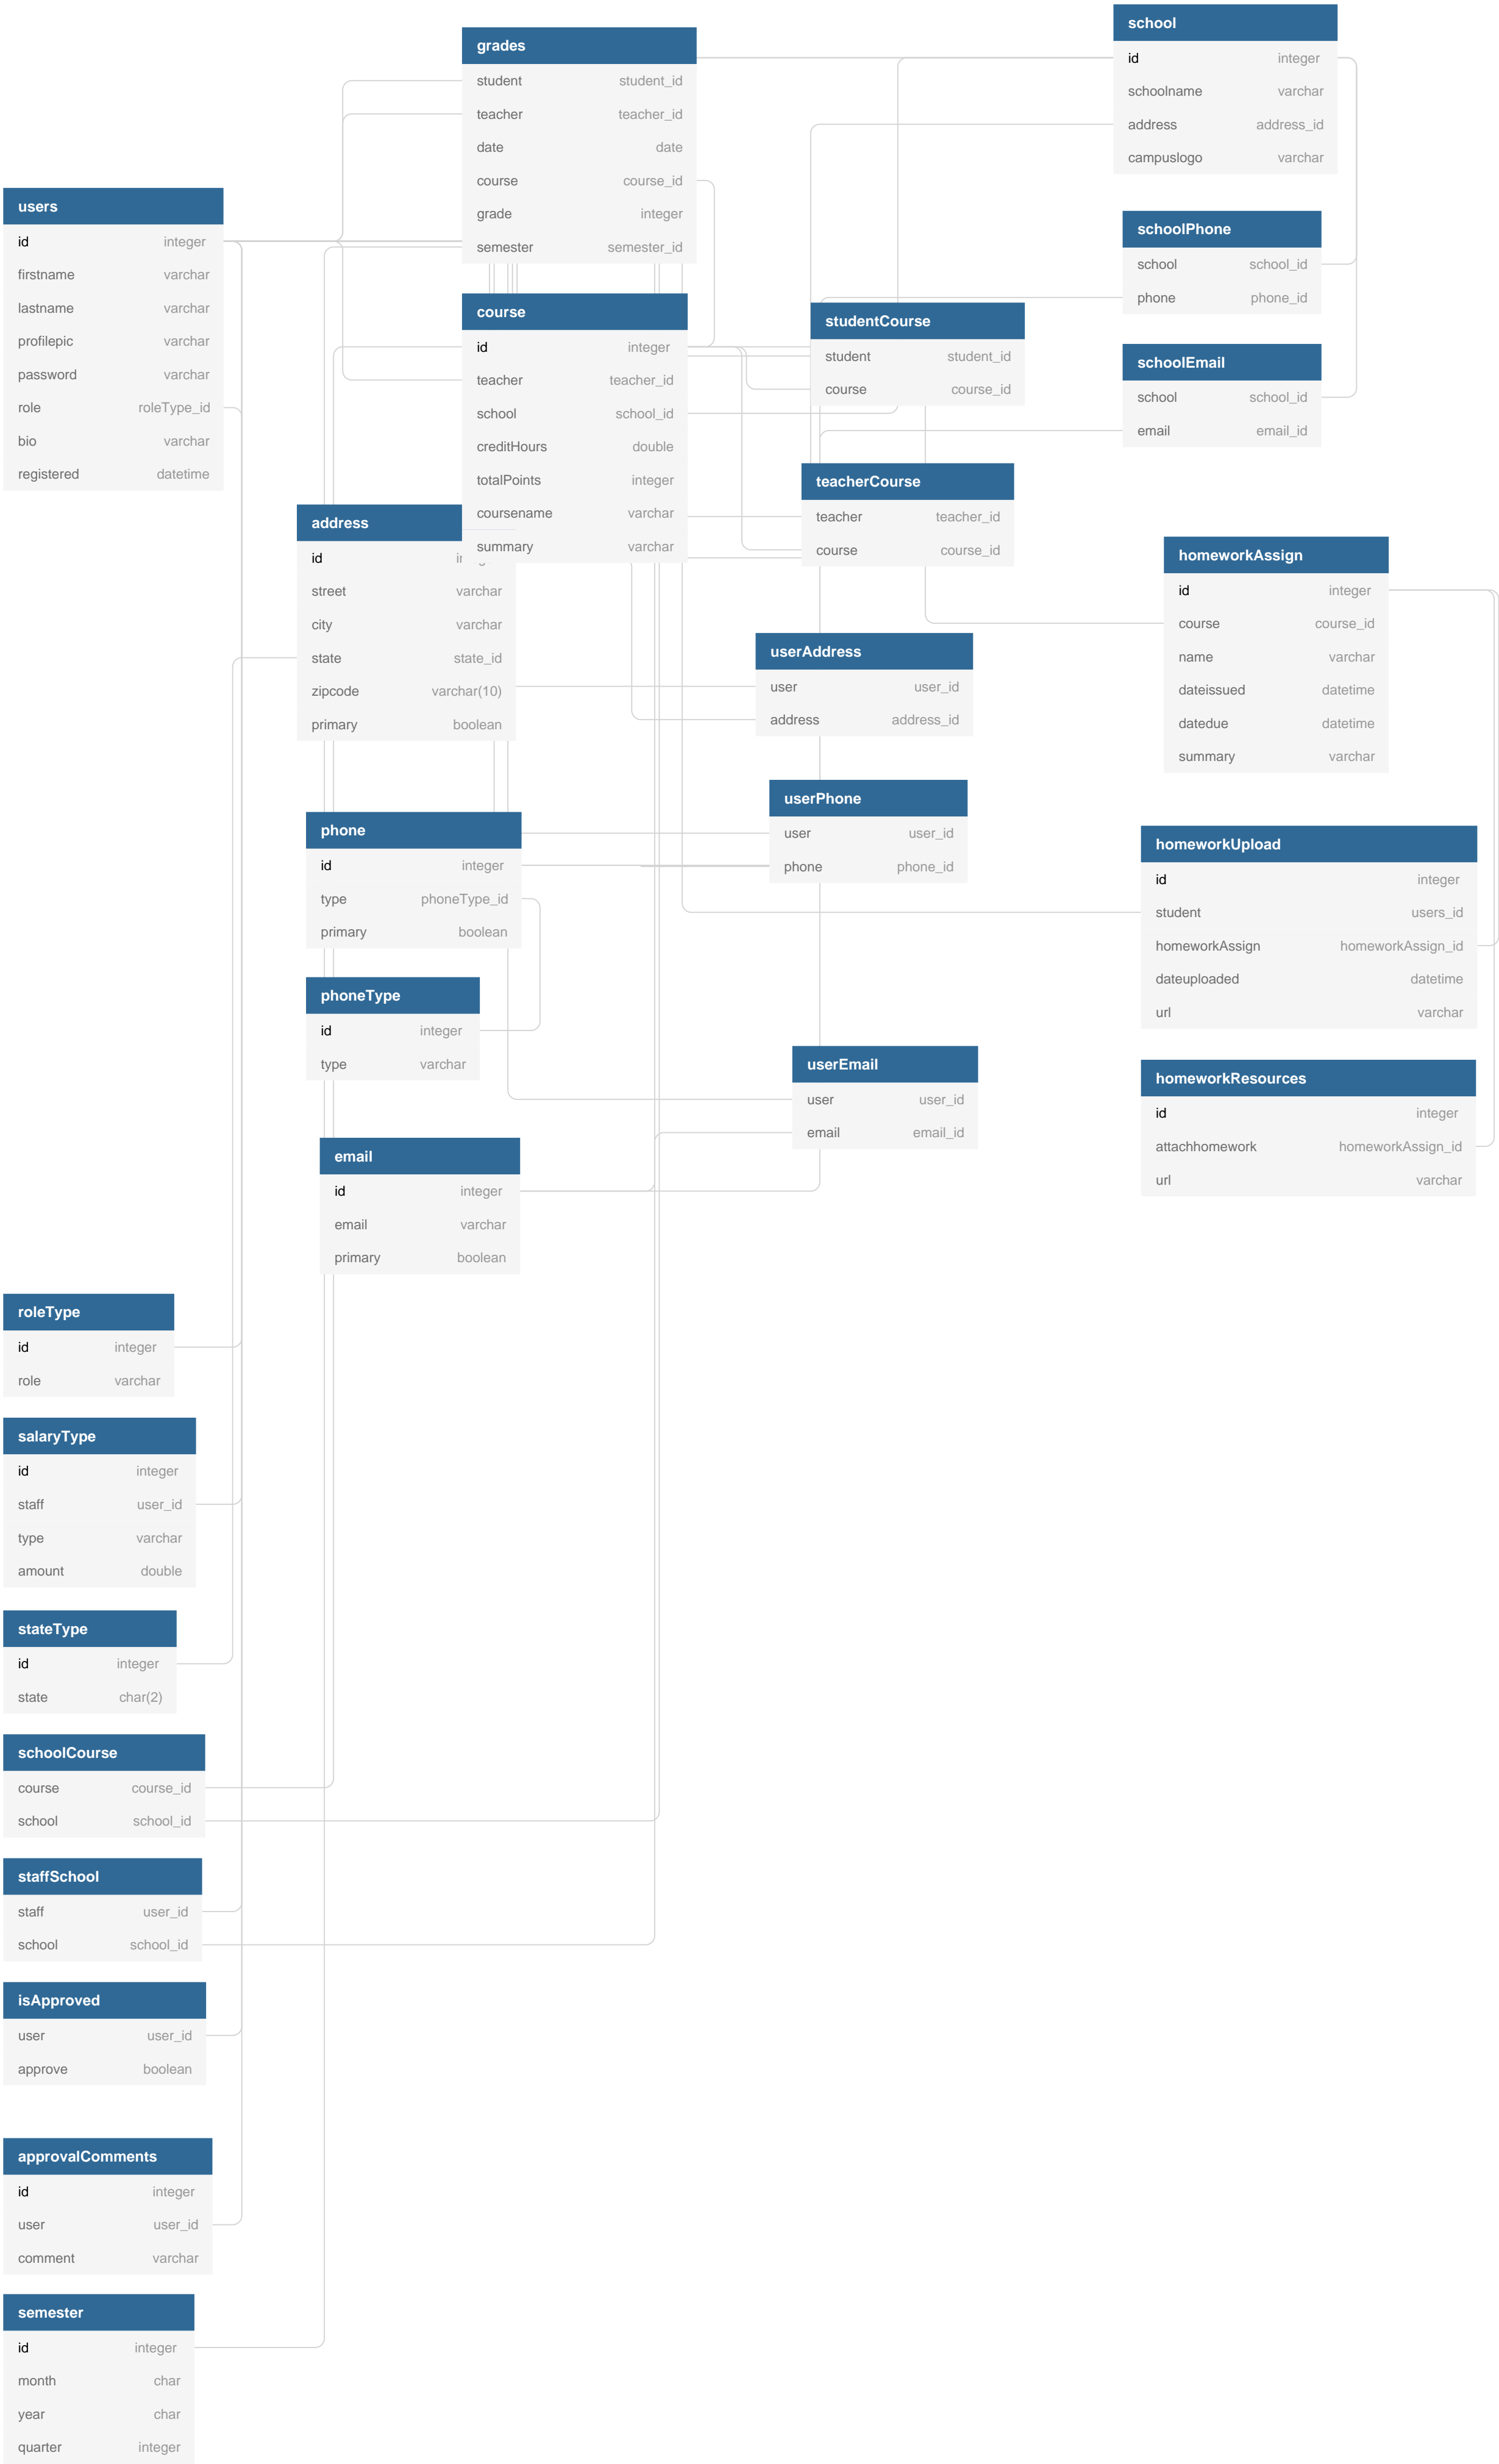 grades
student student_id
teacher teacher_id
date date
course course_id
grade integer
semester semester_id
school
id integer
schoolname varchar
address address_id
campuslogo varchar
users
id integer
firstname varchar
lastname varchar
profilepic varchar
password varchar
role roleType_id
bio varchar
registered datetime
schoolPhone
school school_id
phone phone_id
course
id integer
teacher teacher_id
school school_id
creditHours double
totalPoints integer
coursename varchar
summary varchar
studentCourse
student student_id
course course_id
schoolEmail
school school_id
email email_id
teacherCourse
teacher teacher_id
course course_id
address
id
street varchar
city varchar
state state_id
zipcode varchar(10)
primary boolean
homeworkAssign
id integer
course course_id
name varchar
dateissued datetime
datedue datetime
summary varchar
userAddress
user user_id
address address_id
userPhone
user user_id
phone phone_id
phone
id integer
type phoneType_id
primary boolean
homeworkUpload
id integer
student users_id
homeworkAssign homeworkAssign_id
dateuploaded datetime
url varchar
phoneType
id integer
type varchar
userEmail
user user_id
email email_id
homeworkResources
id integer
attachhomework homeworkAssign_id
url varchar
email
id integer
email varchar
primary boolean
roleType
id integer
role varchar
salaryType
id integer
staff user_id
type varchar
amount double
stateType
id integer
state char(2)
schoolCourse
course course_id
school school_id
staffSchool
staff user_id
school school_id
isApproved
user user_id
approve boolean
approvalComments
id integer
user user_id
comment varchar
semester
id integer
month char
year char
quarter integer